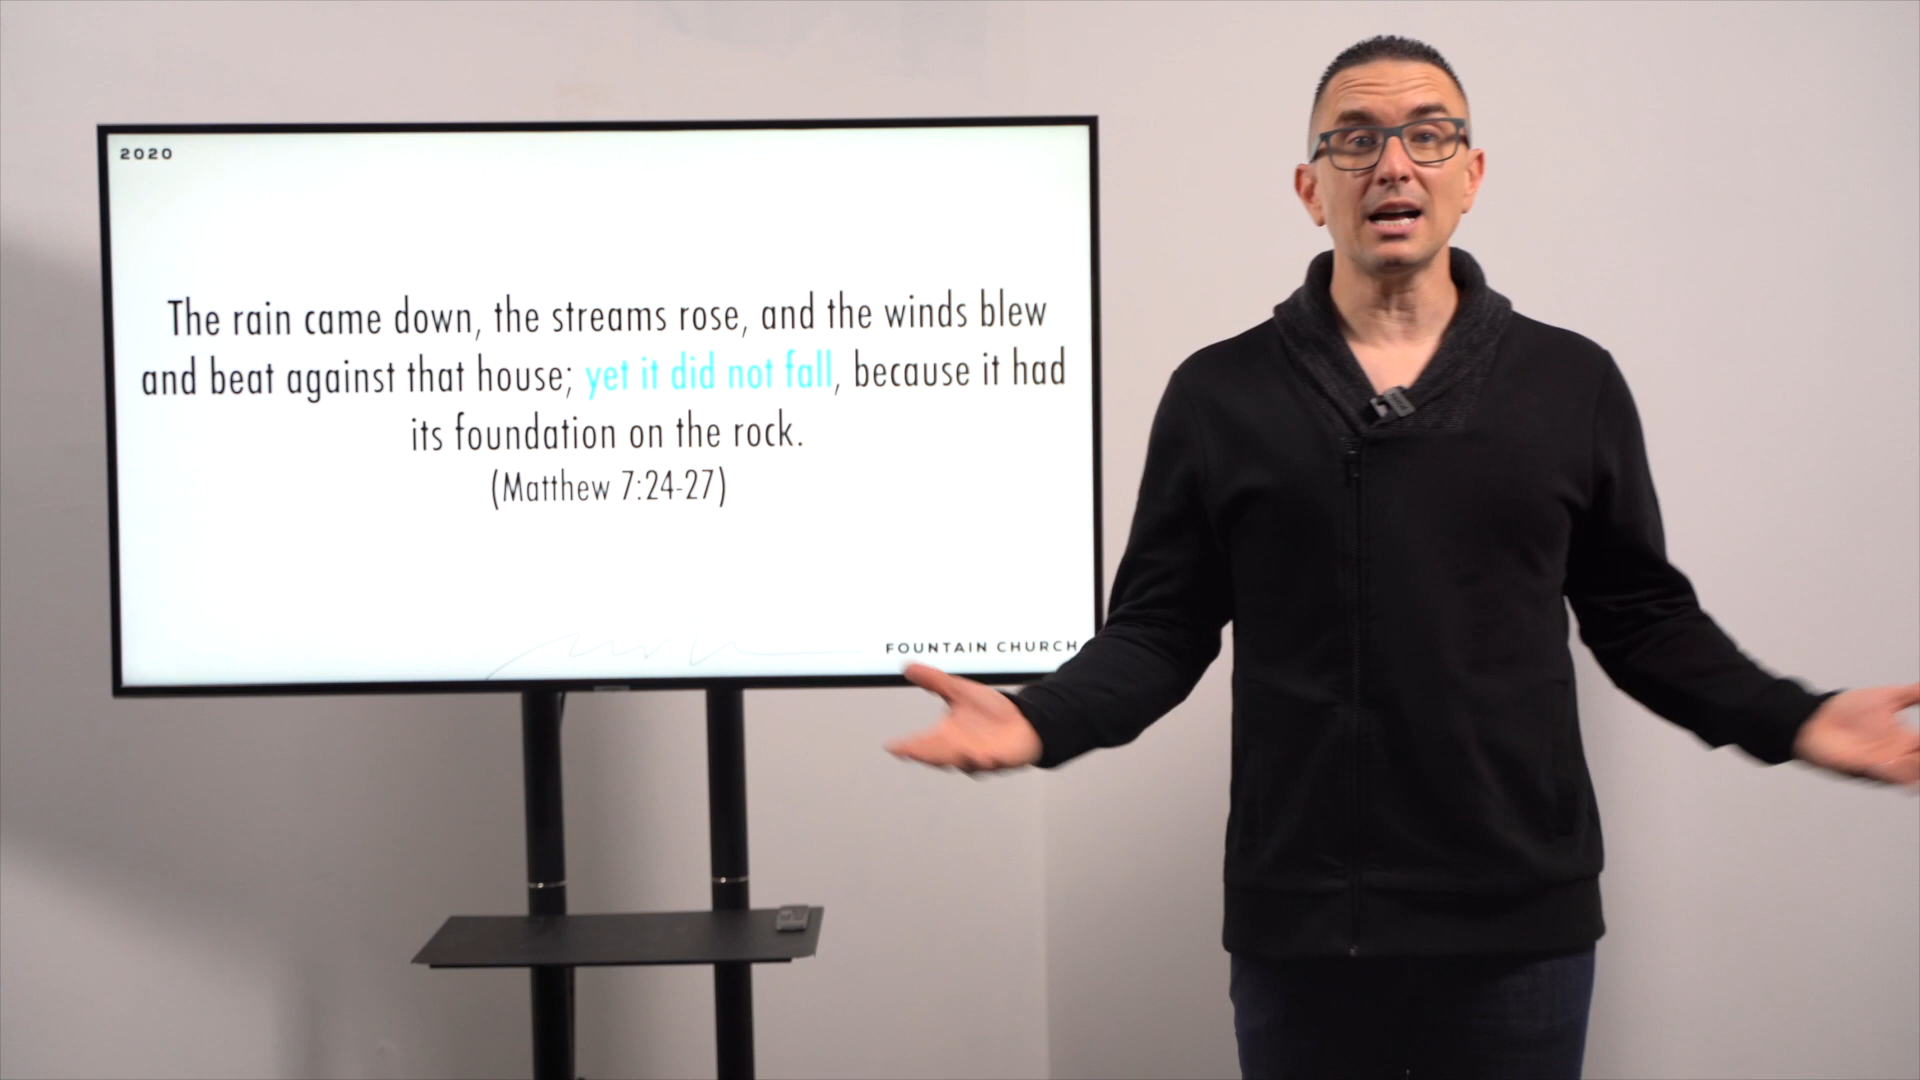 2020
The rain came down, the streams rose, and the winds blew
and beat against that house; yet it did not fall, because it had
its foundation on the rock.
(Matthew 7:24-27)
FOUNTAIN CHURCH